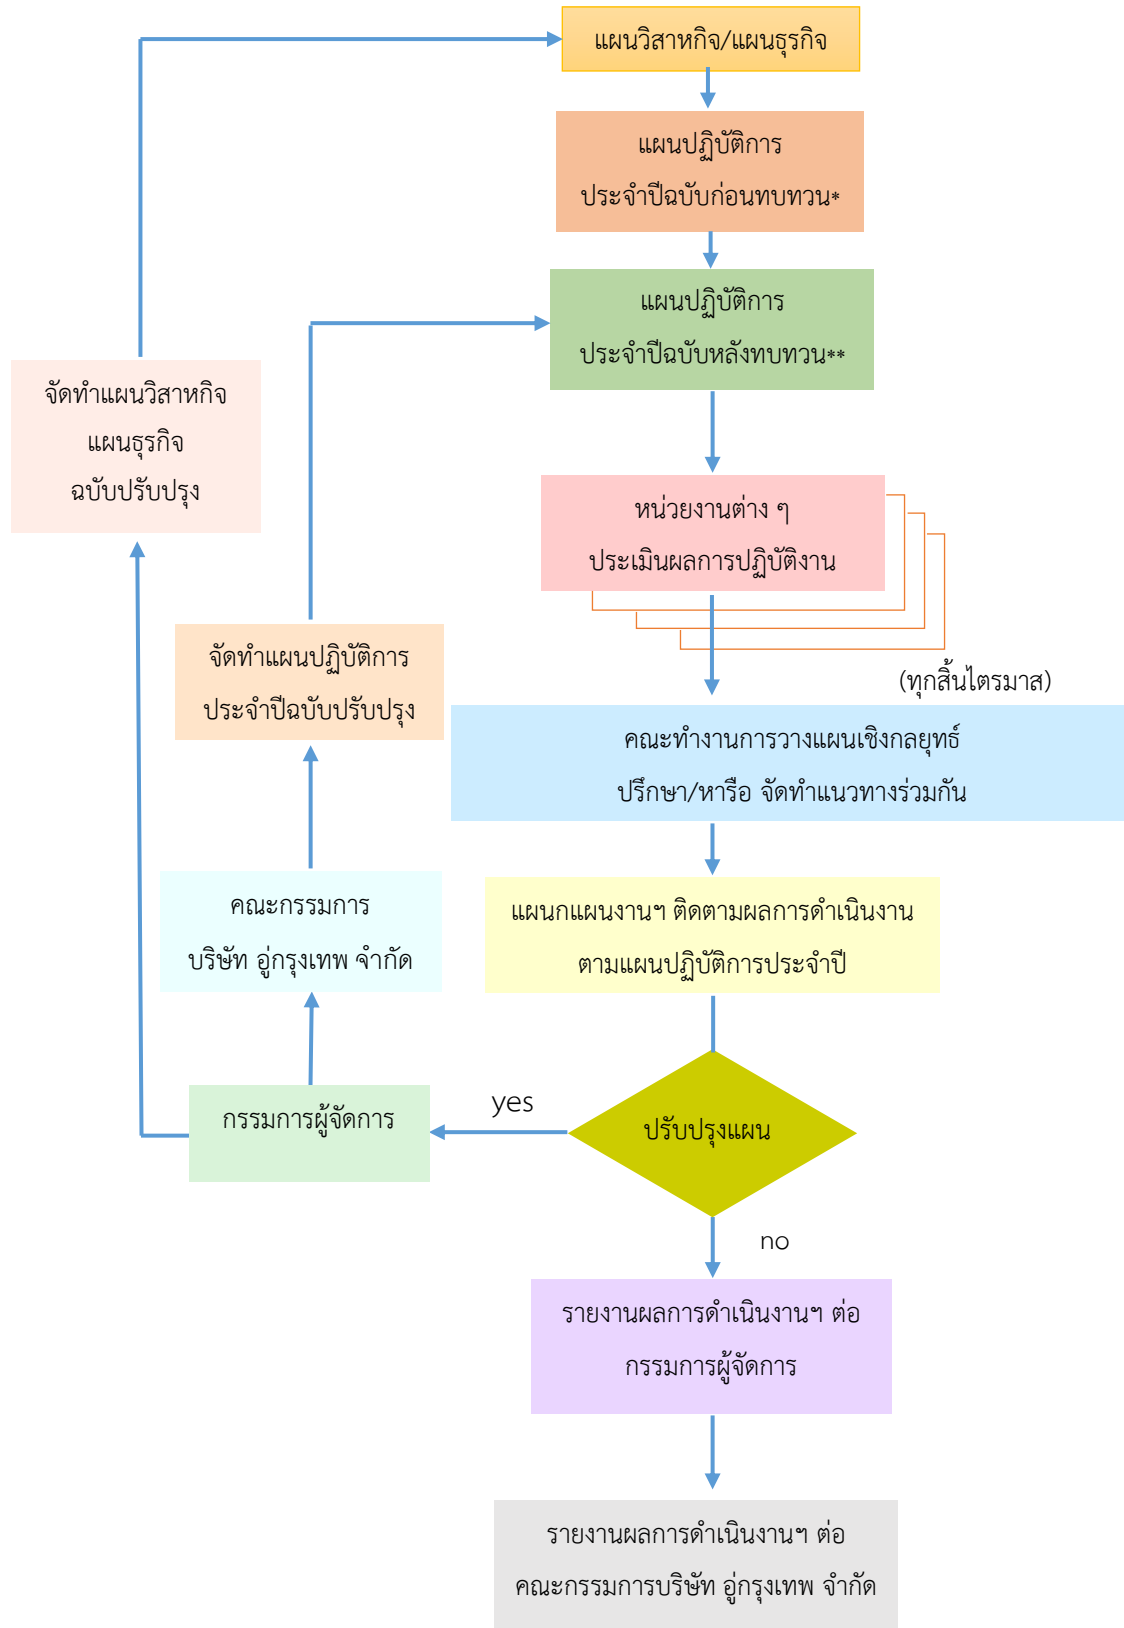 แผนวิสาหกิจ/แผนธุรกิจ
แผนปฏิบัติการ
ประจำปีฉบับก่อนทบทวน*
แผนปฏิบัติการ
ประจำปีฉบับหลังทบทวน**
จัดทำแผนวิสาหกิจ
แผนธุรกิจ
ฉบับปรับปรุง
หน่วยงานต่าง ๆ
ประเมินผลการปฏิบัติงาน
จัดทำแผนปฏิบัติการ
ประจำปีฉบับปรับปรุง
(ทุกสิ้นไตรมาส)
คณะทำงานการวางแผนเชิงกลยุทธ์
ปรึกษา/หารือ จัดทำแนวทางร่วมกัน
คณะกรรมการ
บริษัท อู่กรุงเทพ จำกัด
แผนกแผนงานฯ ติดตามผลการดำเนินงาน
ตามแผนปฏิบัติการประจำปี
กรรมการผู้จัดการ
yes
ปรับปรุงแผน
no
รายงานผลการดำเนินงานฯ ต่อ
กรรมการผู้จัดการ
รายงานผลการดำเนินงานฯ ต่อ
คณะกรรมการบริษัท อู่กรุงเทพ จำกัด